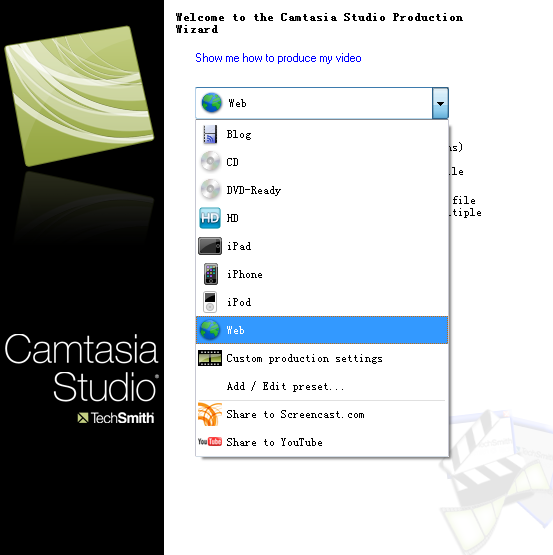 Welcome to the Camtasia Studio Production
Wizard
Show me how to produce my video
Web
Blog
CD
DVD-Ready
HD
HD
iPad
iPhone
iPod
Web
Custom production settings
Add / Edit preset...
Share to Screencast.com
YouTube
Share to YouTube
file
Camtasia
Studio®
TechSmith